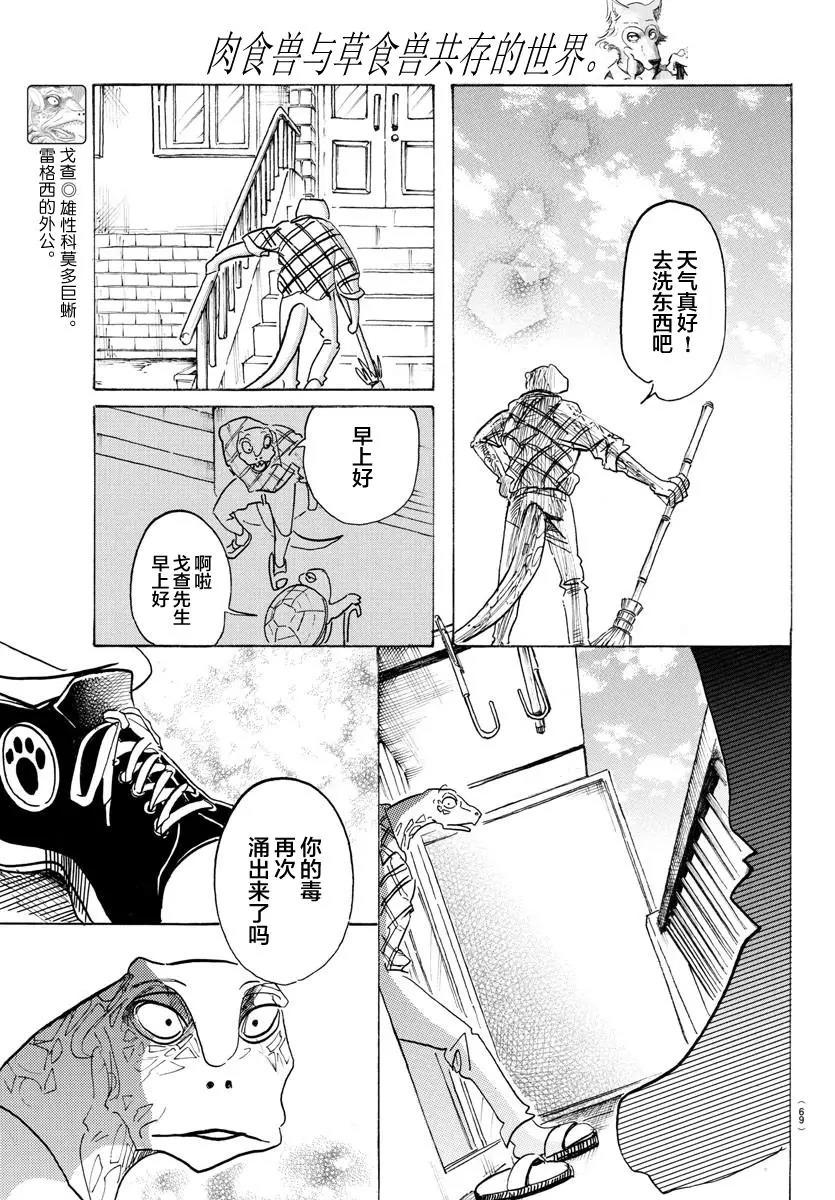 肉食兽与草食兽共存的世界。
戈查◎雄性科莫多巨蜥。
雷格西的外公。
天气真好！
去洗东西吧
早上好
啊啦
戈查先生
早上好
你的毒
再次
涌出来了吗
（69）